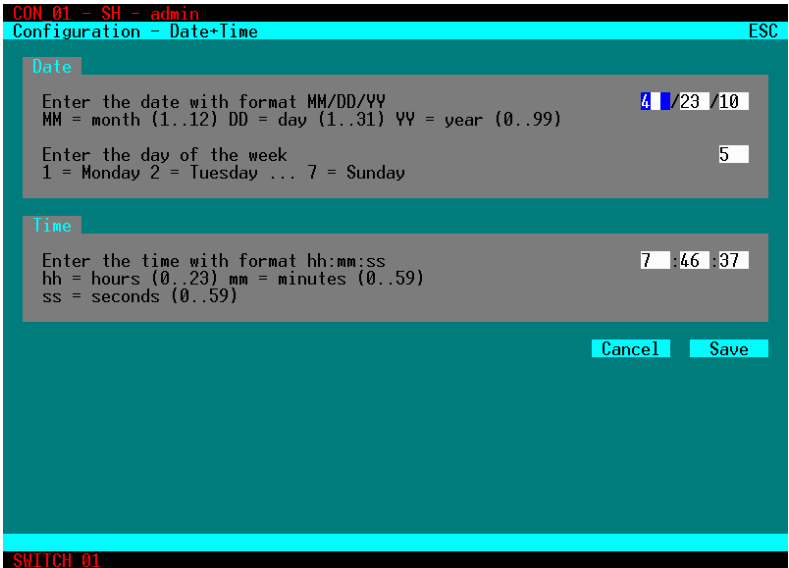 CON 01 - SH - admin
Configuration - Date+Time ESC
Date
Enter the date with format MM/DD/YY 4 /23 /10
MM = month (1..12) DD = day (1..31) YY = year (0..99)
Enter the day of the week 5
1 = Monday 2 = Tuesday ... 7 = Sunday
Time
Enter the time with format hh:mm:ss 7 :46 :37
hh = hours (0..23) mm = minutes (0..59)
ss = seconds (0..59)
Cancel Save
SWITCH 01